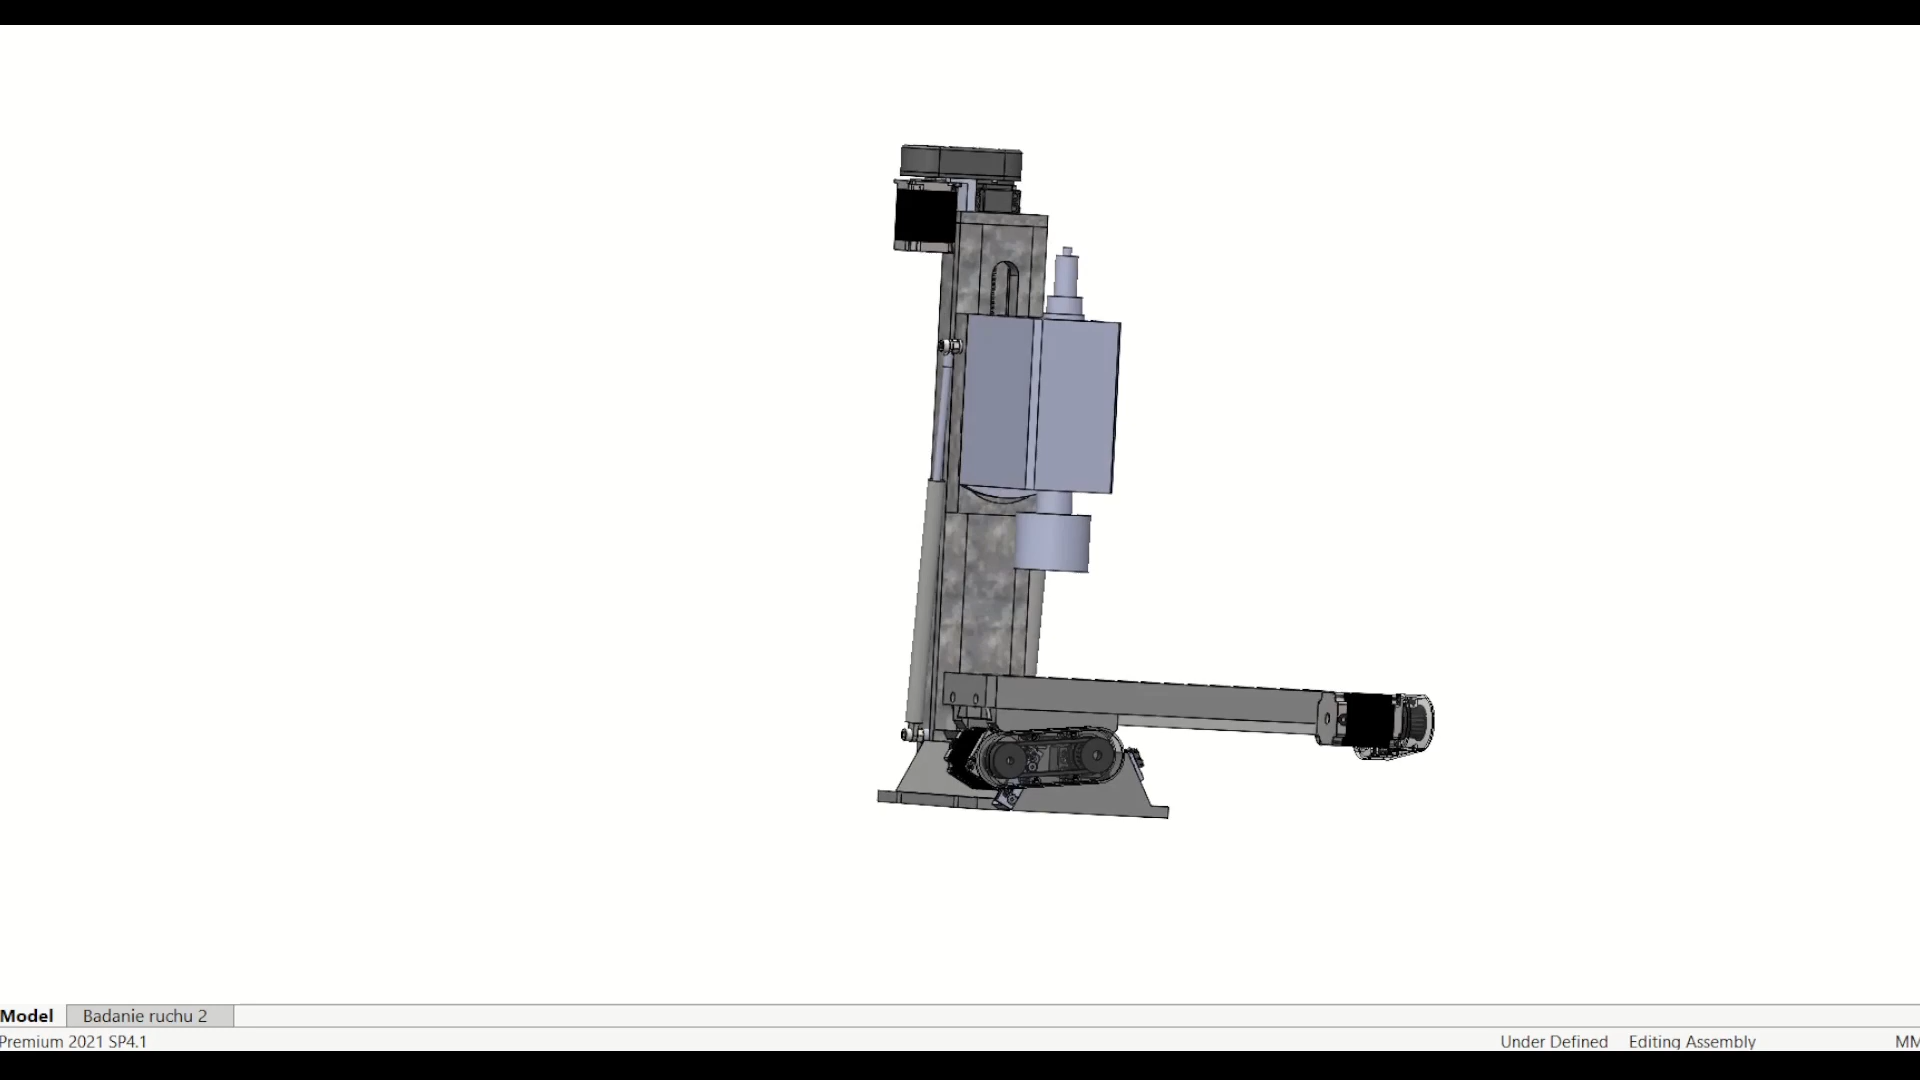 Model Badanie ruchu 2
Premium 2021 SP4.1 Under Defined Editing Assembly MM